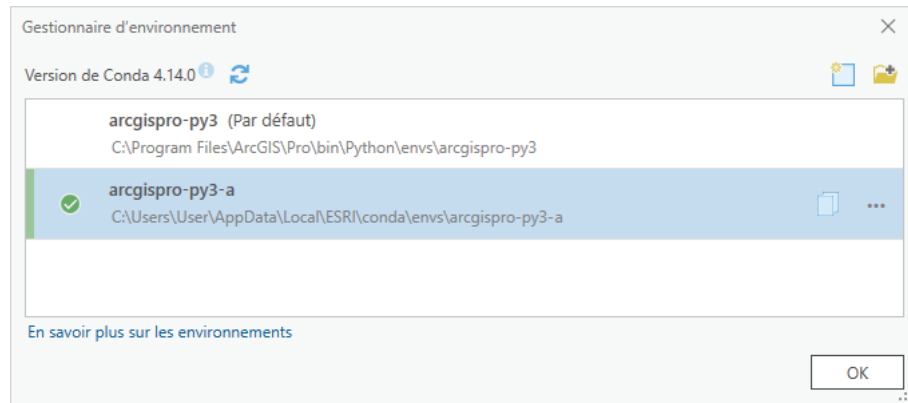 Gestionnaire d'environnement
Version de Conda 4.14.0
arcgispro-py3 (Par défaut)
C:\Program Files\ArcGIS\Pro\bin\Python\envs\arcgispro-py3
arcgispro-py3-a
C:\Users\User\AppData\Local\ESRI\conda\envs\arcgispro-py3-a
En savoir plus sur les environnements
OK